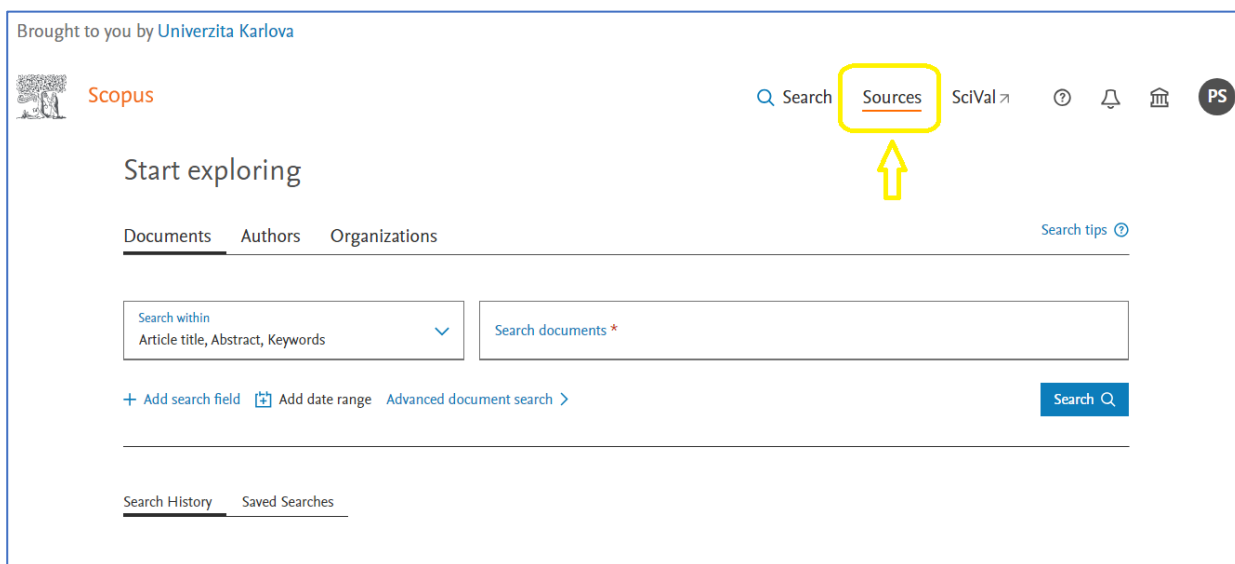 Brought to you by Univerzita Karlova
Scopus
Search Sources SciVal PS
Start exploring
Documents Authors Organizations
Search tips
Search within
Article title, Abstract, Keywords
Search documents *
Add search field Add date range Advanced document search
Search
Search History Saved Searches